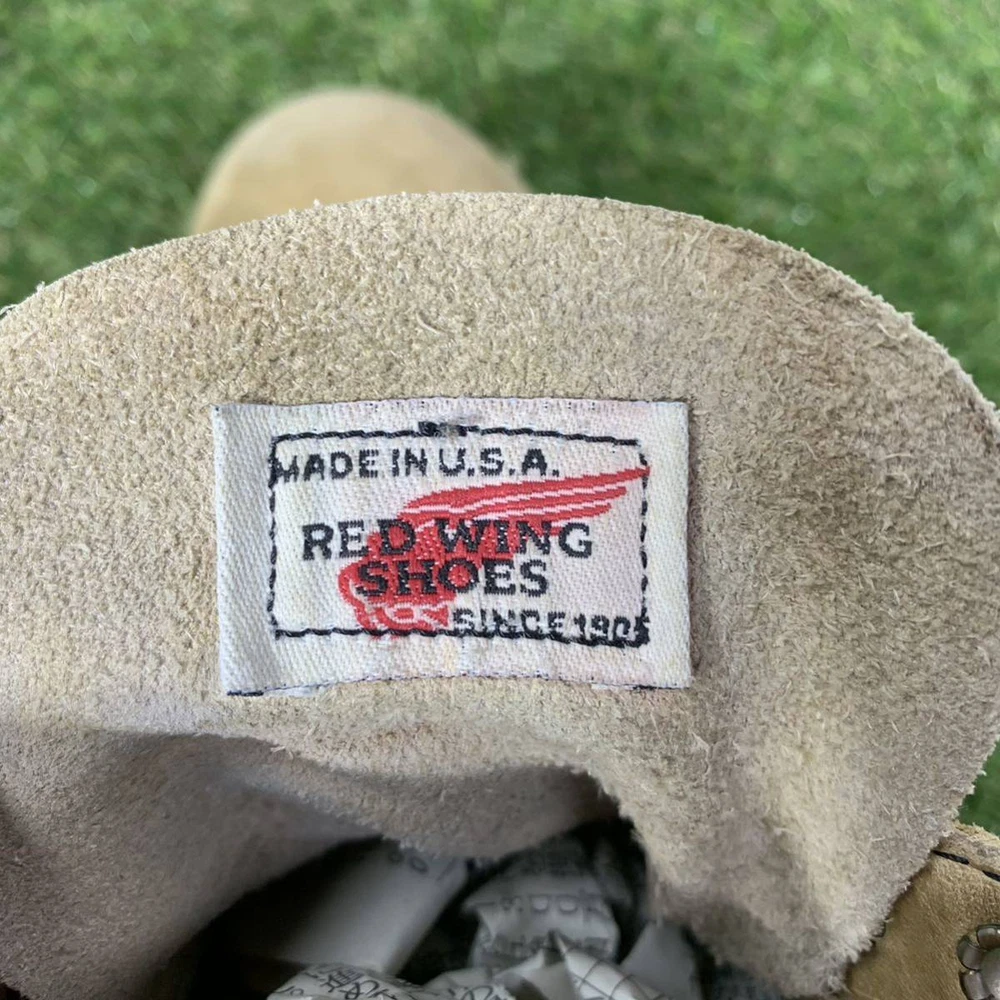 MADE IN U.S.A.
RED WING
SHOES
SINCE 1905